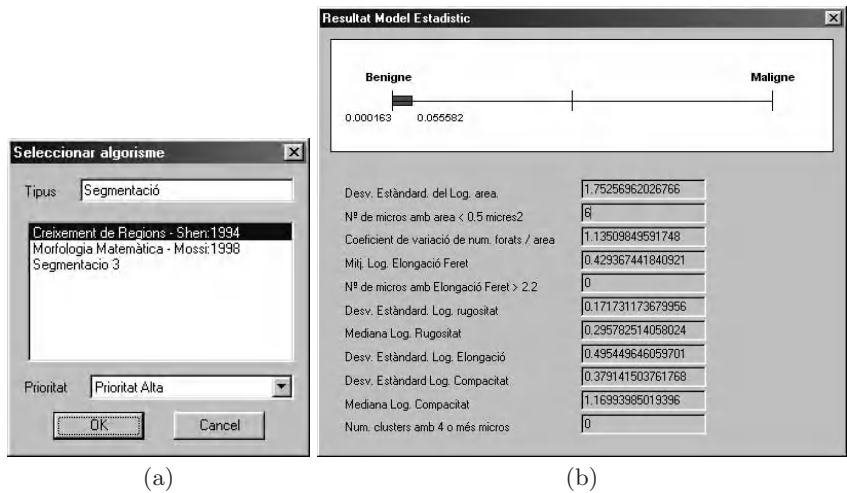 Seleccionar algorisme
Tipus Segmentació
Creixement de Regions - Shen:1994
Morfologia Matemàtica - Mossi:1998
Segmentacio 3
Prioritat Prioritat Alta
OK Cancel
(a)
Resultat Model Estadistic
Benigne Maligne
0.000163 0.055582
Desv. Estàndard. del Log. area. 1.75256962026766
Nº de micros amb area < 0.5 micres2 6
Coeficient de variació de num. forats / area 1.13509849591748
Mitj. Log. Elongació Feret 0.429367441840921
Nº de micros amb Elongació Feret > 2.2 0
Desv. Estàndard. Log. rugositat 0.171731173679956
Mediana Log. Rugositat 0.295782514058024
Desv. Estàndard. Log. Elongació 0.495449646059701
Desv. Estàndard Log. Compacitat 0.379141503761768
Mediana Log. Compacitat 1.16993985019396
Num. clusters amb 4 o més micros 0
(b)